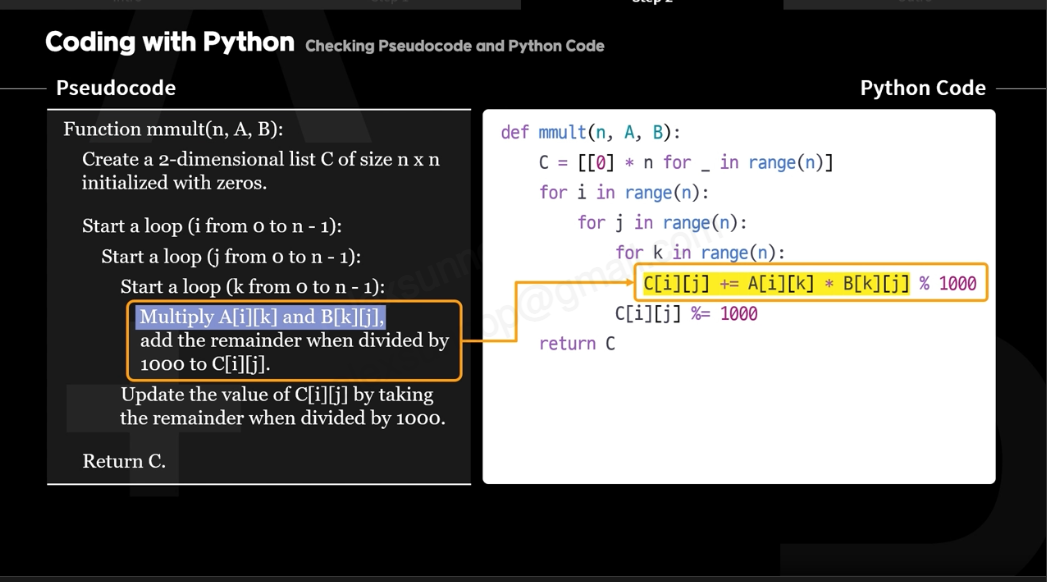 Coding with Python Checking Pseudocode and Python Code
Pseudocode
Python Code
Function mmult(n, A, B):
Create a 2-dimensional list C of size n x n
initialized with zeros.
Start a loop (i from 0 to n - 1):
Start a loop (j from 0 to n - 1):
Start a loop (k from 0 to n - 1):
Multiply A[i][k] and B[k][j],
add the remainder when divided by
1000 to C[i][j].
Update the value of C[i][j] by taking
the remainder when divided by 1000.
Return C.
def mmult(n, A, B):
C = [[0] * n for _ in range(n)]
for i in range(n):
for j in range(n):
for k in range(n):
C[i][j] += A[i][k] * B[k][j] % 1000
C[i][j] %= 1000
return C